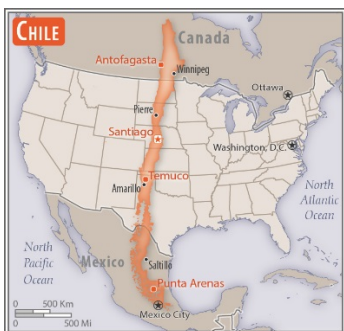 CHILE
Canada
Antofagasta
Winnipeg
Ottawa
Pierre
Santiago
Washington, D.C.
Temuco
Amarillo
North
Atlantic
Ocean
North
Pacific
Ocean
Mexico
Saltillo
Punta Arenas
Mexico City
0 500 Km
0 500 Mi